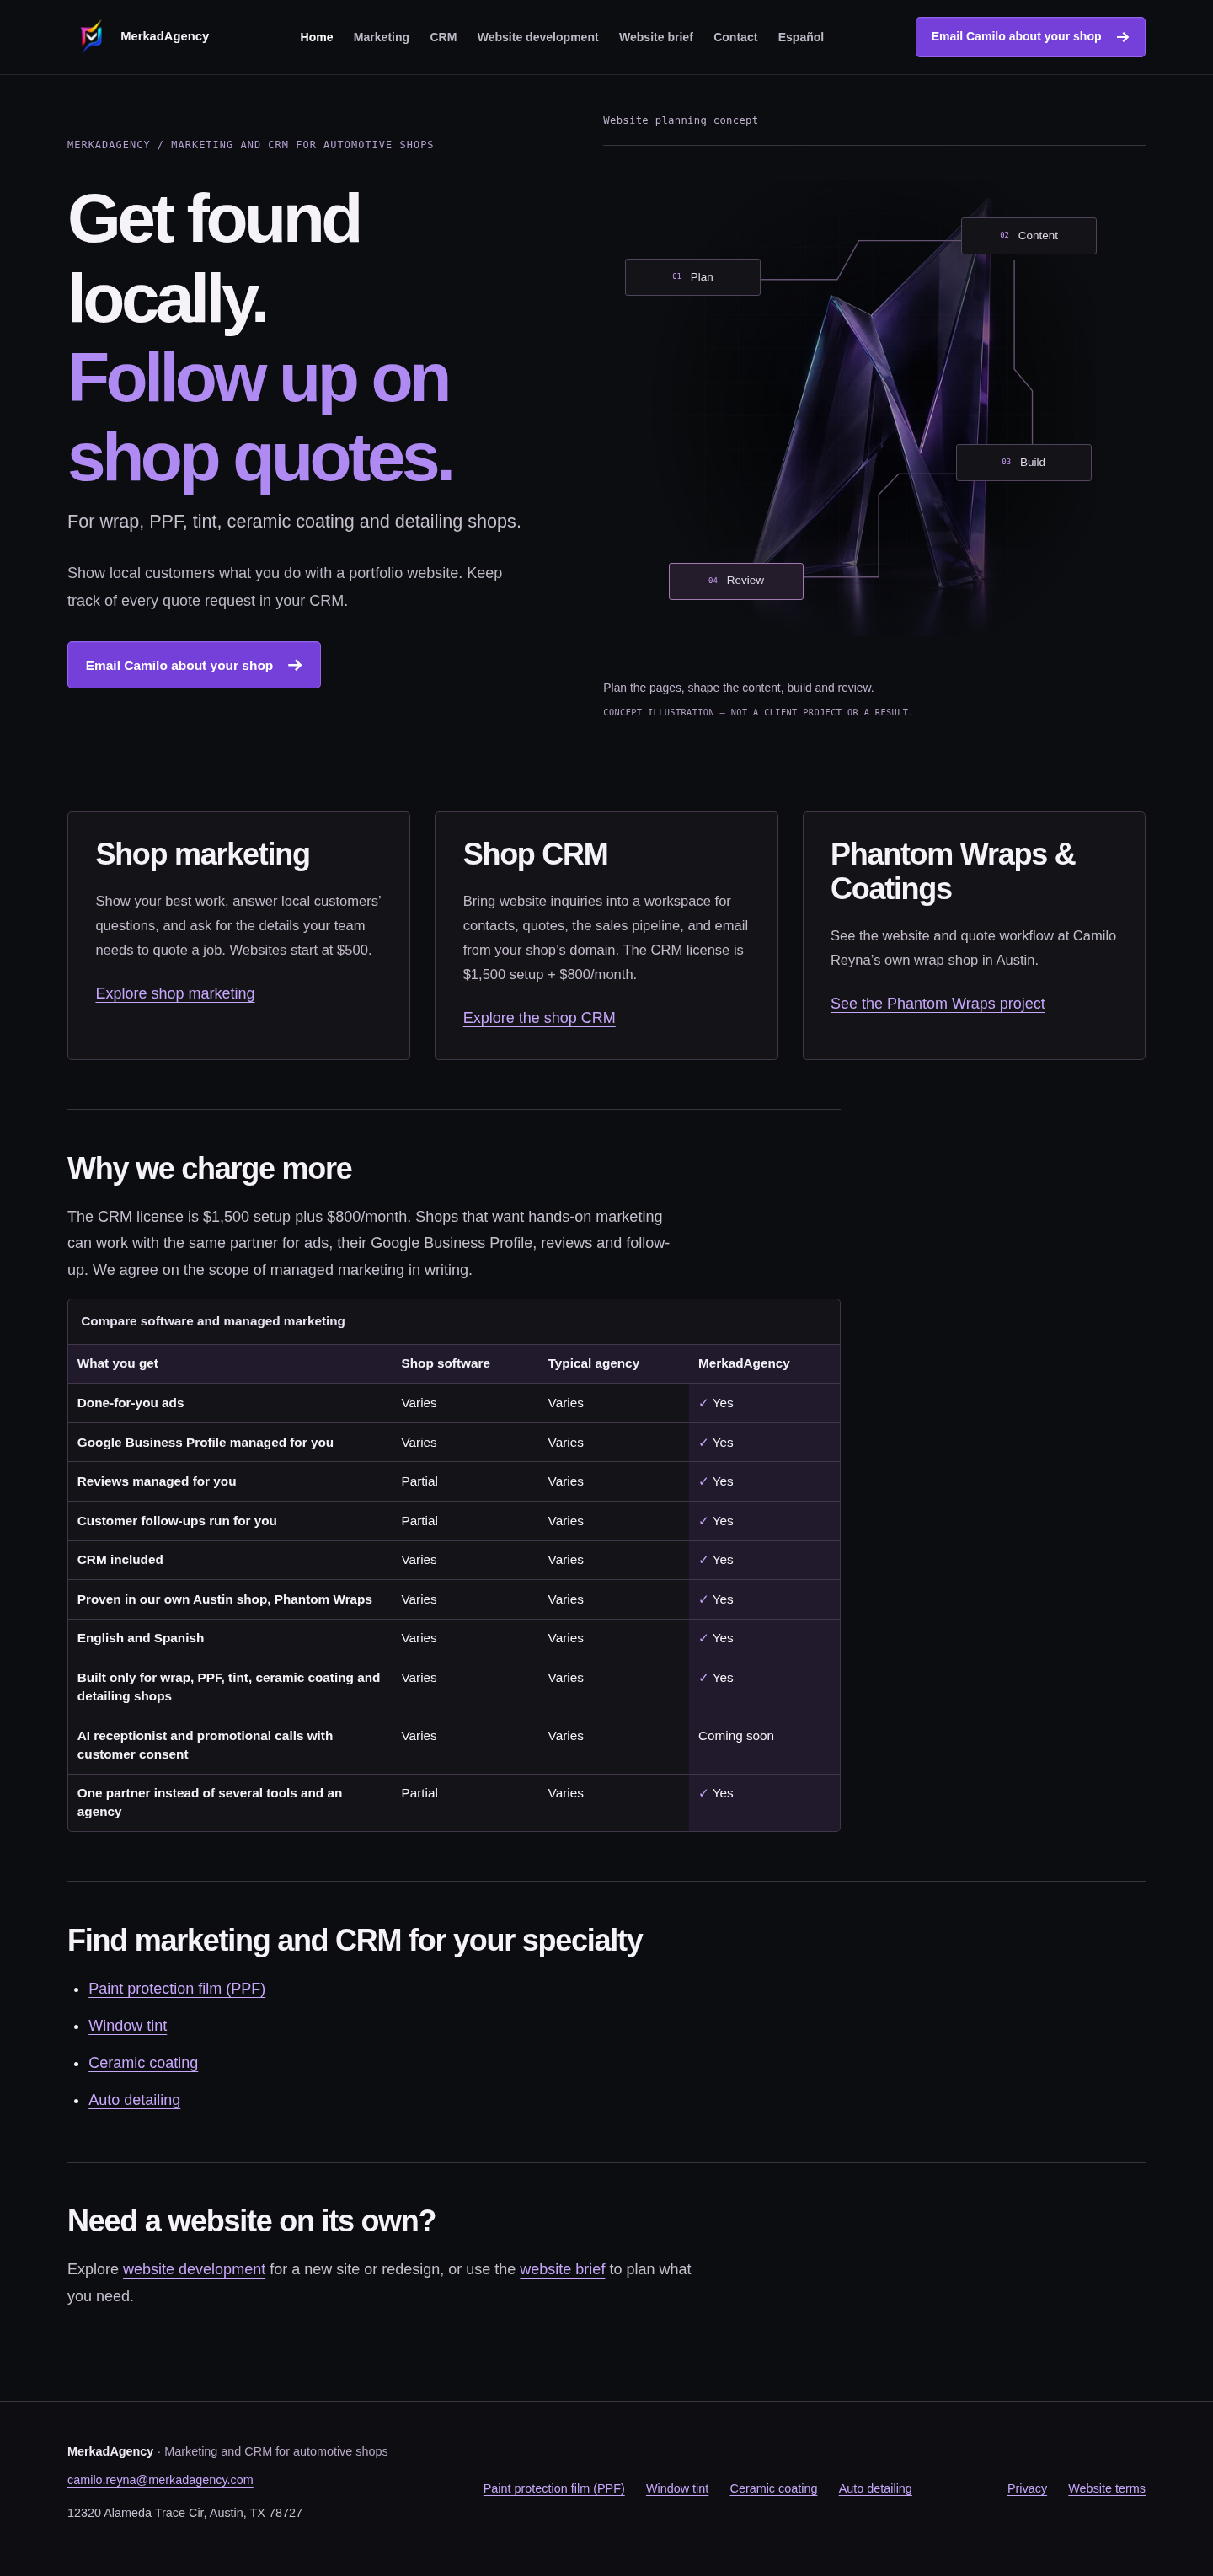 MerkadAgency
Home Marketing CRM Website development Website brief Contact Español
Email Camilo about your shop
MERKADAGENCY / MARKETING AND CRM FOR AUTOMOTIVE SHOPS
Get found
locally.
Follow up on
shop quotes.
For wrap, PPF, tint, ceramic coating and detailing shops.
Show local customers what you do with a portfolio website. Keep
track of every quote request in your CRM.
Email Camilo about your shop
Website planning concept
01 Plan
02 Content
03 Build
04 Review
Plan the pages, shape the content, build and review.
CONCEPT ILLUSTRATION — NOT A CLIENT PROJECT OR A RESULT.
Shop marketing
Show your best work, answer local customers’
questions, and ask for the details your team
needs to quote a job. Websites start at $500.
Explore shop marketing
Shop CRM
Bring website inquiries into a workspace for
contacts, quotes, the sales pipeline, and email
from your shop’s domain. The CRM license is
$1,500 setup + $800/month.
Explore the shop CRM
Phantom Wraps &
Coatings
See the website and quote workflow at Camilo
Reyna’s own wrap shop in Austin.
See the Phantom Wraps project
Why we charge more
The CRM license is $1,500 setup plus $800/month. Shops that want hands-on marketing
can work with the same partner for ads, their Google Business Profile, reviews and follow-
up. We agree on the scope of managed marketing in writing.
Compare software and managed marketing
What you get Shop software Typical agency MerkadAgency
Done-for-you ads Varies Varies ✓ Yes
Google Business Profile managed for you Varies Varies ✓ Yes
Reviews managed for you Partial Varies ✓ Yes
Customer follow-ups run for you Partial Varies ✓ Yes
CRM included Varies Varies ✓ Yes
Proven in our own Austin shop, Phantom Wraps Varies Varies ✓ Yes
English and Spanish Varies Varies ✓ Yes
Built only for wrap, PPF, tint, ceramic coating and Varies Varies ✓ Yes
detailing shops
AI receptionist and promotional calls with Varies Varies Coming soon
customer consent
One partner instead of several tools and an Partial Varies ✓ Yes
agency
Find marketing and CRM for your specialty
• Paint protection film (PPF)
• Window tint
• Ceramic coating
• Auto detailing
Need a website on its own?
Explore website development for a new site or redesign, or use the website brief to plan what
you need.
MerkadAgency · Marketing and CRM for automotive shops
camilo.reyna@merkadagency.com
12320 Alameda Trace Cir, Austin, TX 78727
Paint protection film (PPF) Window tint Ceramic coating Auto detailing
Privacy Website terms